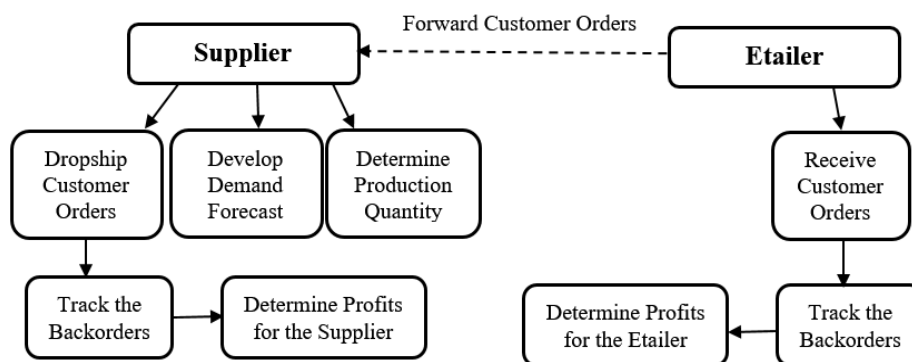 Forward Customer Orders
Supplier
Etailer
Dropship
Customer
Orders
Develop
Demand
Forecast
Determine
Production
Quantity
Receive
Customer
Orders
Track the
Backorders
Determine Profits
for the Supplier
Determine Profits
for the Etailer
Track the
Backorders